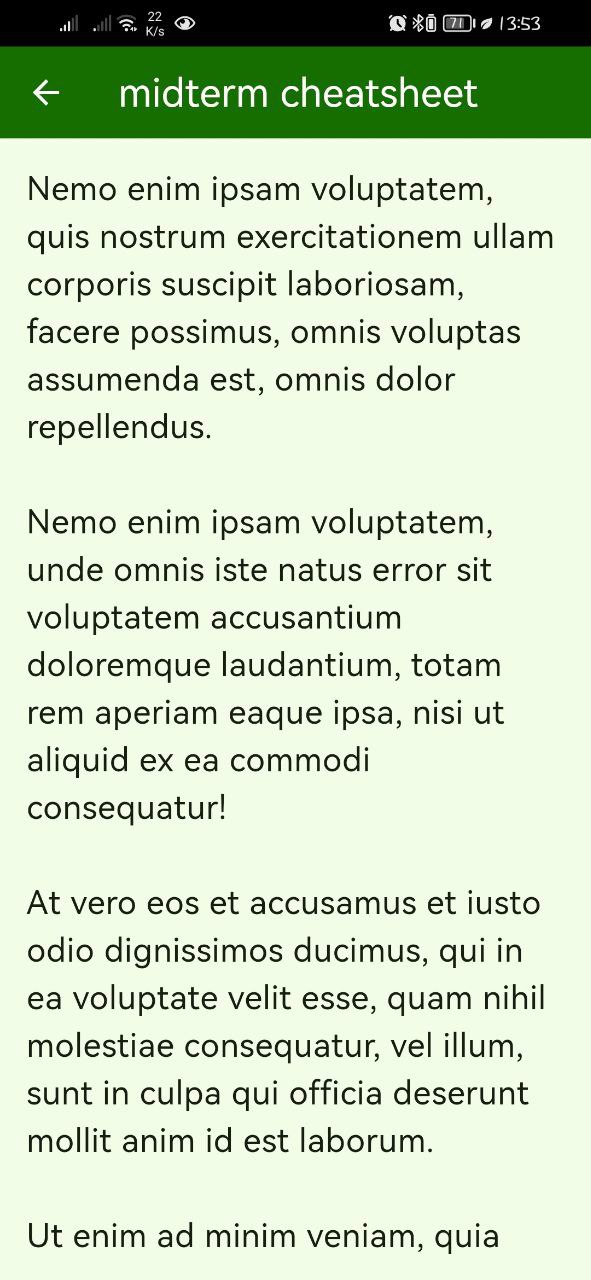 22
K/s
71
13:53
midterm cheatsheet
Nemo enim ipsam voluptatem,
quis nostrum exercitationem ullam
corporis suscipit laboriosam,
facere possimus, omnis voluptas
assumenda est, omnis dolor
repellendus.
Nemo enim ipsam voluptatem,
unde omnis iste natus error sit
voluptatem accusantium
doloremque laudantium, totam
rem aperiam eaque ipsa, nisi ut
aliquid ex ea commodi
consequatur!
At vero eos et accusamus et iusto
odio dignissimos ducimus, qui in
ea voluptate velit esse, quam nihil
molestiae consequatur, vel illum,
sunt in culpa qui officia deserunt
mollit anim id est laborum.
Ut enim ad minim veniam, quia